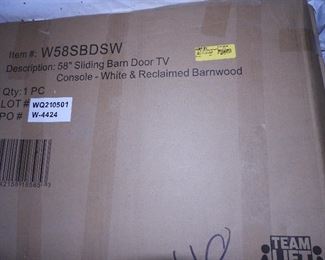 Item #: W58SBDSW
Description: 58" Sliding Barn Door TV
Console - White & Reclaimed Barnwood
Qty: 1 PC
LOT# WQ210501
PO # W-4424
TEAM
LIFT